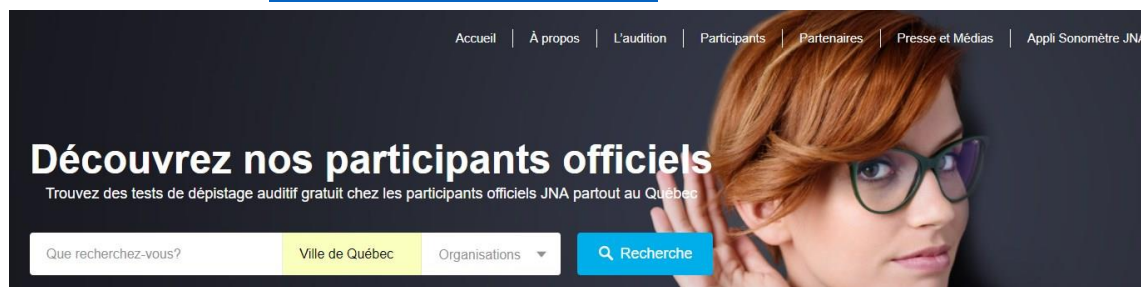 Accueil | À propos | L'audition | Participants | Partenaires | Presse et Médias | Appli Sonomètre JNA
Découvrez nos participants officiels
Trouvez des tests de dépistage auditif gratuit chez les participants officiels JNA partout au Québec
Que recherchez-vous? Ville de Québec Organisations Recherche